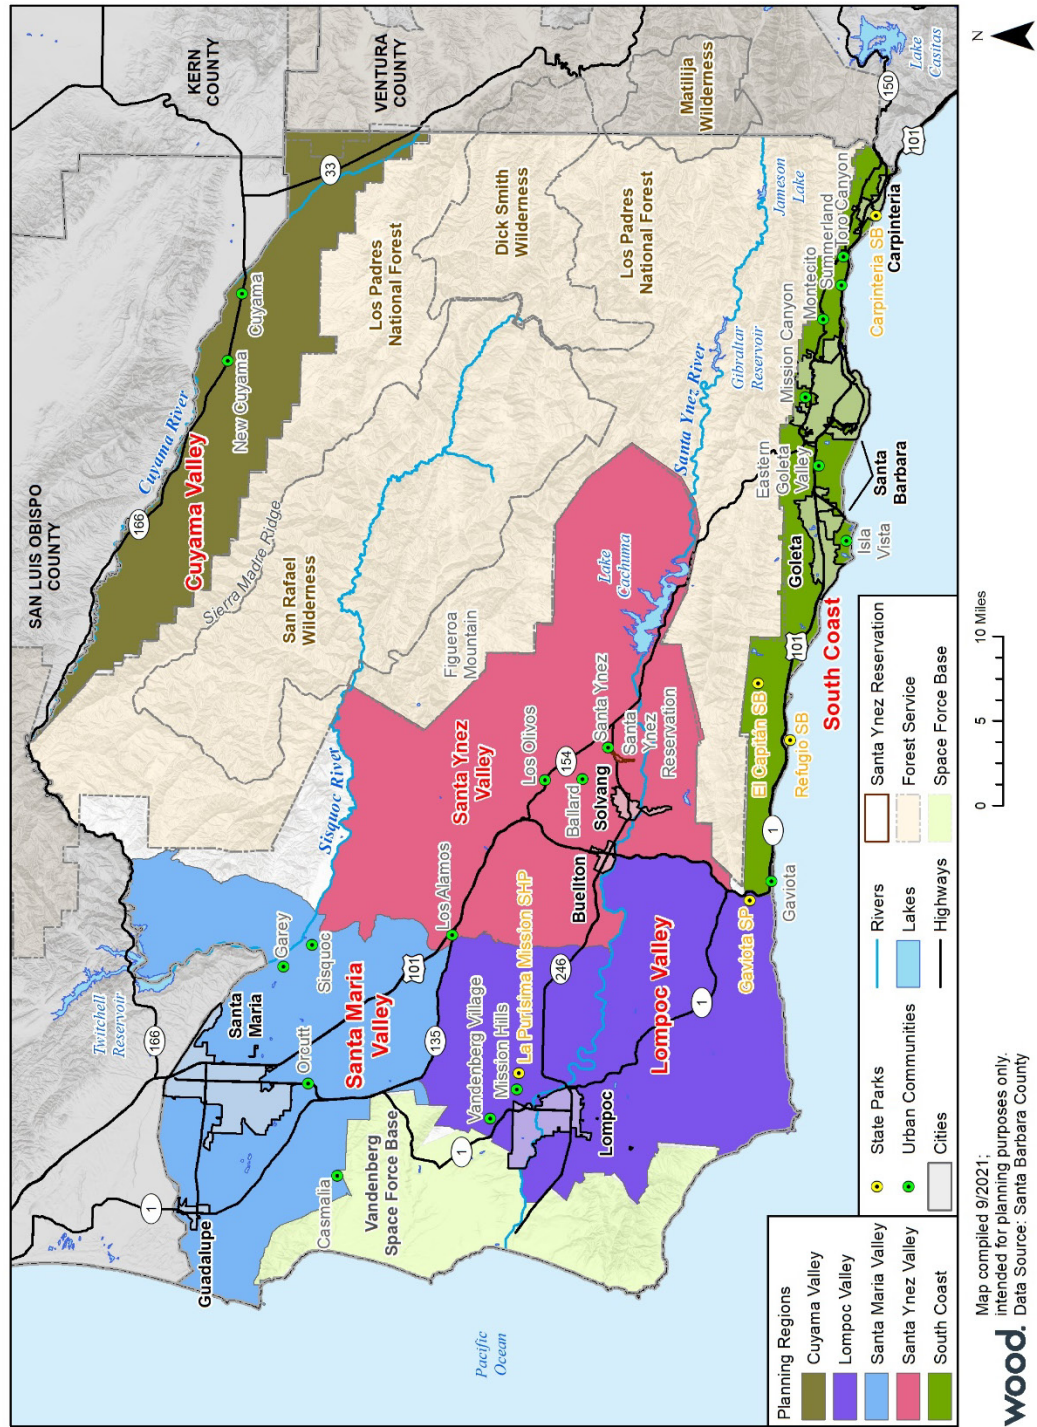 SAN LUIS OBISPO
COUNTY
KERN
COUNTY
VENTURA
COUNTY
166
Cuyama River
Cuyama Valley
New Cuyama
Cuyama
33
Twitchell
Reservoir
166
1
Guadalupe
Santa
Maria
Orcutt
Garey
Sisquoc
Santa Maria
Valley
Casmalia
Vandenberg
Space Force Base
135
101
Los Alamos
Sisquoc River
Sierra Madre Ridge
San Rafael
Wilderness
Los Padres
National Forest
Dick Smith
Wilderness
Los Padres
National Forest
Matilija
Wilderness
Figueroa
Mountain
Santa Ynez
Valley
Los Olivos
154
Ballard
Santa Ynez
Solvang
Santa
Ynez
Reservation
Buellton
Lake
Cachuma
Santa Ynez River
Gibraltar
Reservoir
Jameson
Lake
Vandenberg Village
Mission Hills
La Purisima Mission SHP
1
246
Lompoc
Lompoc Valley
1
Gaviota SP
Gaviota
1
El Capitán SB
Refugio SB
101
South Coast
Goleta
Isla
Vista
Eastern
Goleta
Valley
Santa
Barbara
Mission Canyon
Montecito
Summerland
Toro Canyon
Carpinteria SB
Carpinteria
101
150
Lake
Casitas
Pacific
Ocean
Planning Regions
Cuyama Valley
Lompoc Valley
Santa Maria Valley
Santa Ynez Valley
South Coast
State Parks
Urban Communities
Cities
Rivers
Lakes
Highways
Santa Ynez Reservation
Forest Service
Space Force Base
0 5 10 Miles
N
wood.
Map compiled 9/2021;
intended for planning purposes only.
Data Source: Santa Barbara County